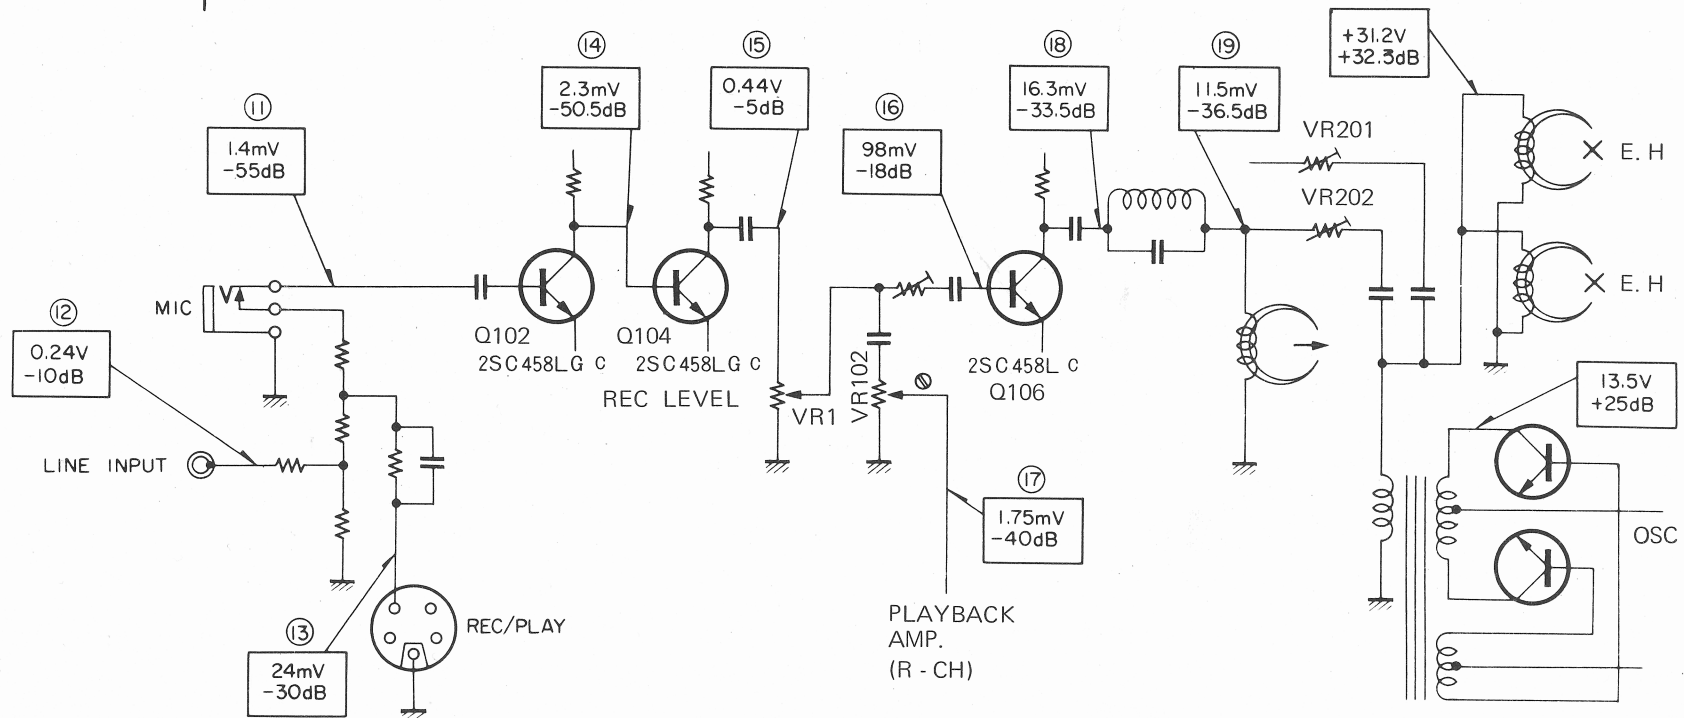 11
1.4mV
-55dB
14
2.3mV
-50.5dB
15
0.44V
-5dB
16
98mV
-18dB
18
16.3mV
-33.5dB
19
11.5mV
-36.5dB
+31.2V
+32.3dB
VR201
VR202
E.H
E.H
MIC
12
0.24V
-10dB
Q102
2SC458LG C
Q104
2SC458LG C
REC LEVEL
VR1
VR102
2SC458L C
Q106
13.5V
+25dB
LINE INPUT
17
1.75mV
-40dB
OSC
PLAYBACK
AMP.
(R - CH)
REC/PLAY
13
24mV
-30dB